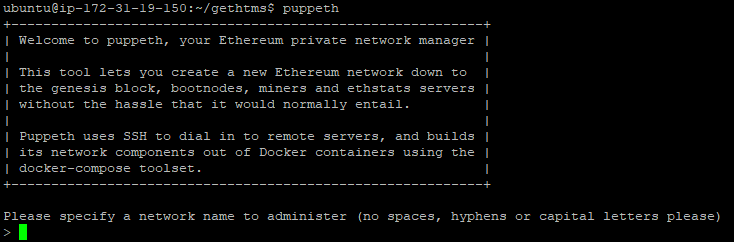 ubuntu@ip-172-31-19-150:~/gethtms$ puppeth
+-----------------------------------------------------------+
| Welcome to puppeth, your Ethereum private network manager |
|                                                           |
| This tool lets you create a new Ethereum network down to  |
| the genesis block, bootnodes, miners and ethstats servers |
| without the hassle that it would normally entail.         |
|                                                           |
| Puppeth uses SSH to dial in to remote servers, and builds |
| its network components out of Docker containers using the |
| docker-compose toolset.                                   |
+-----------------------------------------------------------+
Please specify a network name to administer (no spaces, hyphens or capital letters please)
>